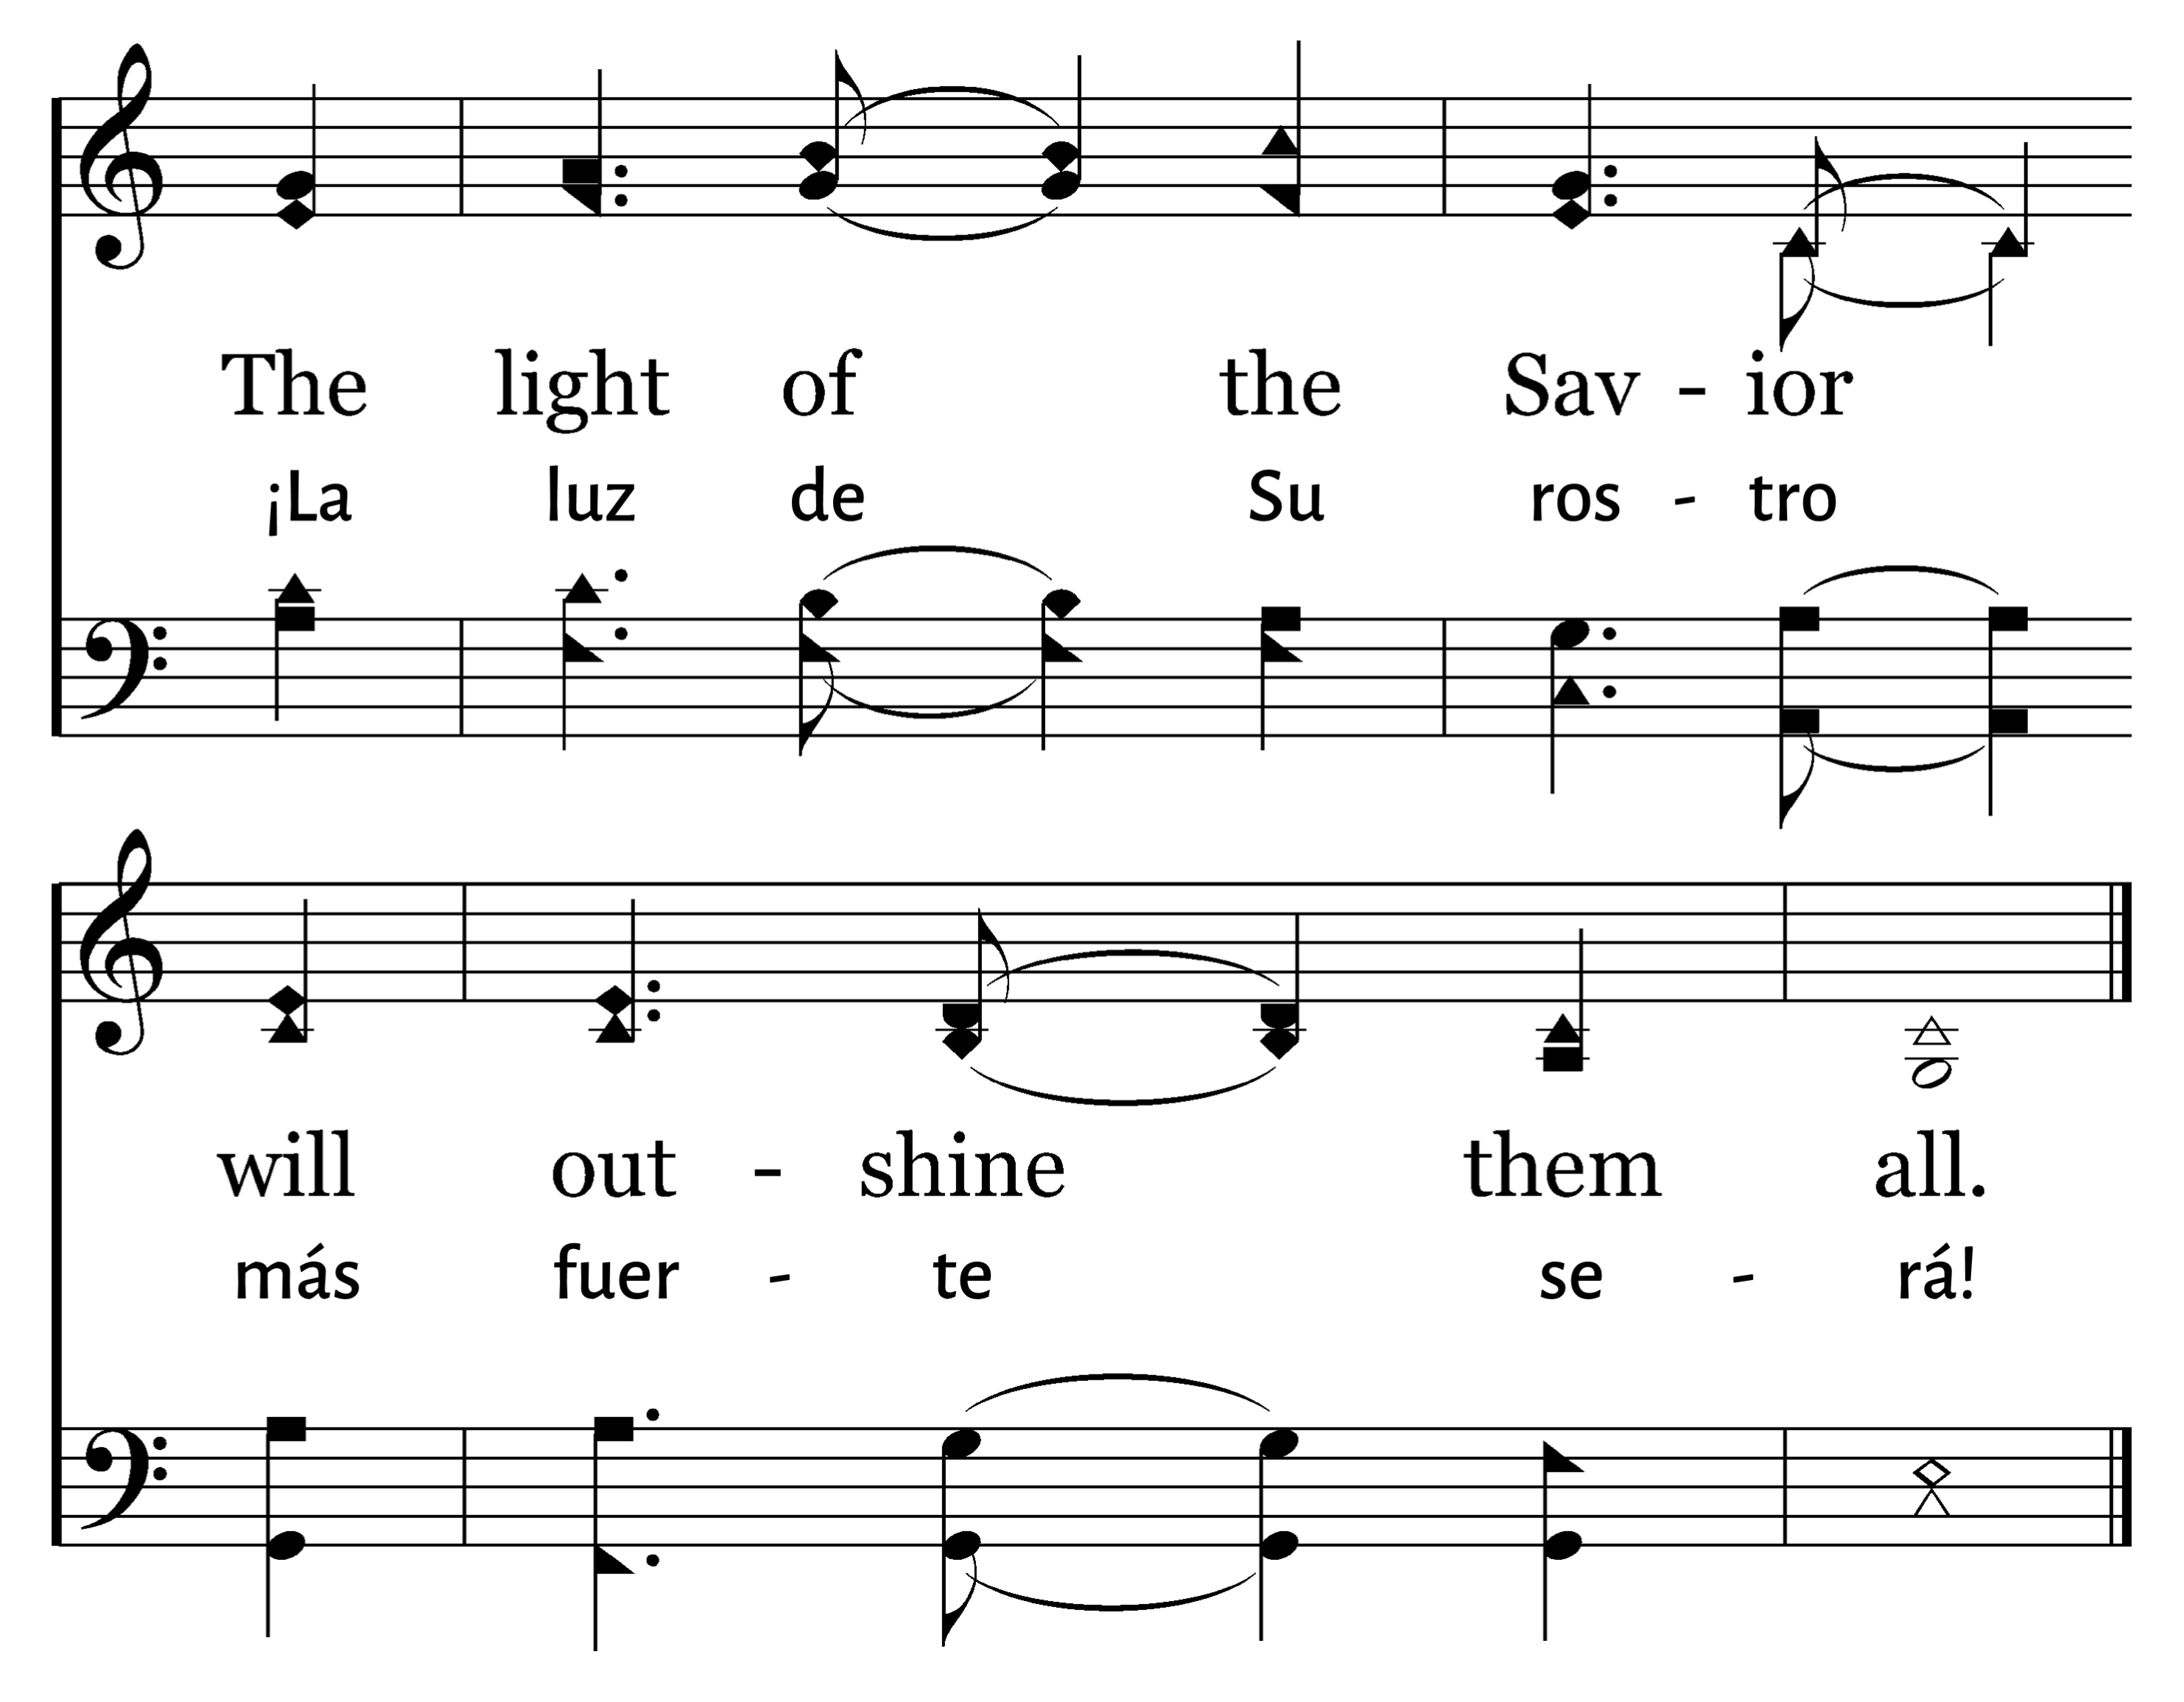 The light of the Sav - ior
¡La luz de Su ros - tro
will out - shine them all.
más fuer - te se - rá!